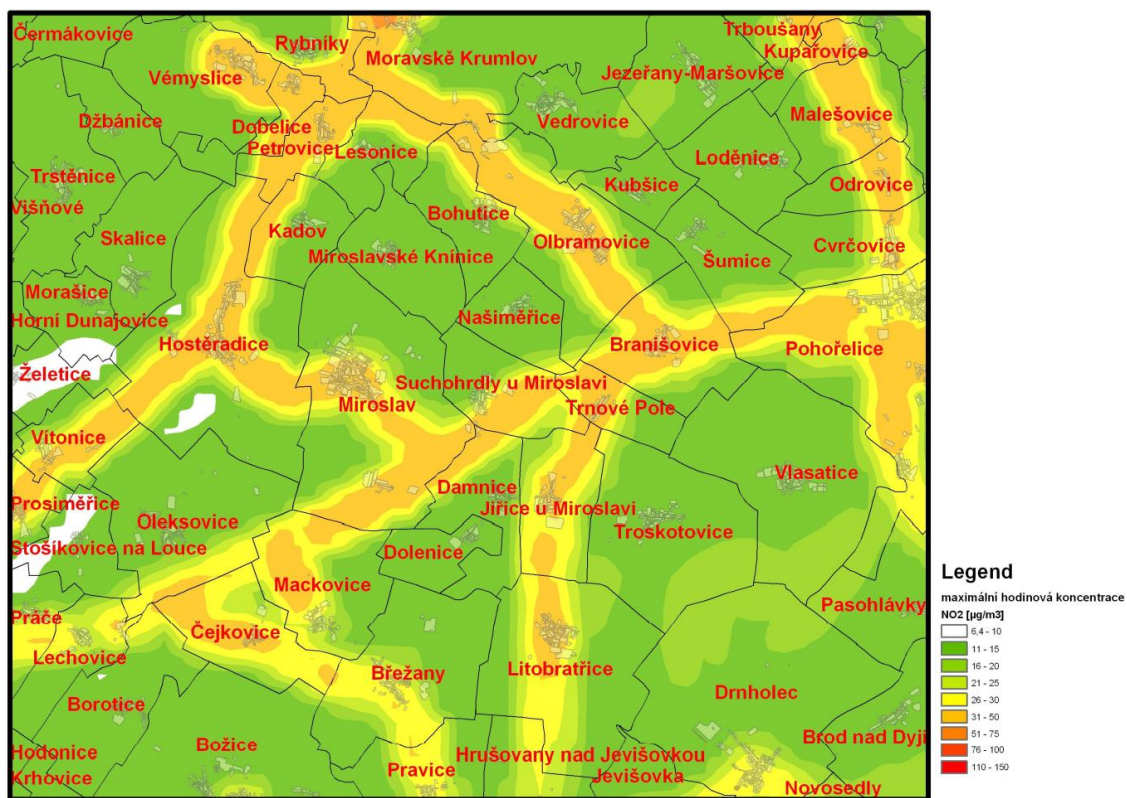 Čermákovice
Rybníky
Trboušany
Kupařovice
Moravské Krumlov
Vémyslice
Jezeřany-Maršovice
Malešovice
Vedrovice
Džbánice
Dobelice
Petrovice
Lesonice
Loděnice
Trstěnice
Kubšice
Odrovice
Višňové
Bohutice
Skalice
Kadov
Olbramovice
Cvrčovice
Miroslavské Knínice
Šumice
Morašice
Horní Dunajovice
Našiměřice
Hostěradice
Branišovice
Pohořelice
Želetice
Suchohrdly u Miroslavi
Miroslav
Trnové Pole
Vítonice
Vlasatice
Damnice
Prosiměřice
Jiřice u Miroslavi
Oleksovice
Troskotovice
Stošíkovice na Louce
Dolenice
Mackovice
Práče
Pasohlávky
Čejkovice
Lechovice
Břežany
Litobratřice
Drnholec
Borotice
Brod nad Dyjí
Božice
Hodonice
Hrušovany nad Jevišovkou
Krhovice
Pravice
Jevišovka
Novosedly
Legend
maximální hodinová koncentrace
NO2 [µg/m3]
6,4 - 10
11 - 15
16 - 20
21 - 25
26 - 30
31 - 50
51 - 75
76 - 100
110 - 150